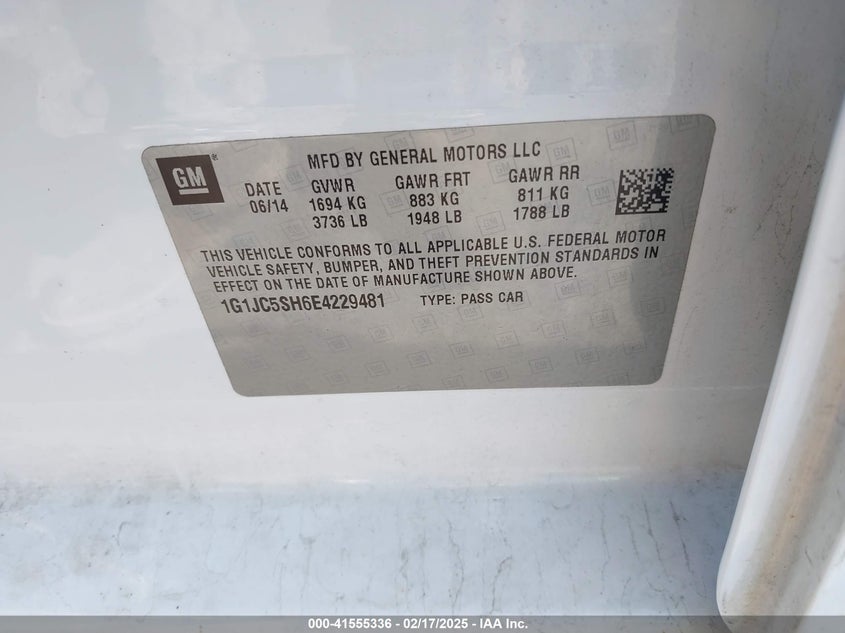 GM ® MFD BY GENERAL MOTORS LLC
DATE GVWR GAWR FRT GAWR RR
06/14 1694 KG 883 KG 811 KG
3736 LB 1948 LB 1788 LB
THIS VEHICLE CONFORMS TO ALL APPLICABLE U.S. FEDERAL MOTOR
VEHICLE SAFETY, BUMPER, AND THEFT PREVENTION STANDARDS IN
EFFECT ON THE DATE OF MANUFACTURE SHOWN ABOVE.
1G1JC5SH6E4229481 TYPE: PASS CAR
000-41555336 - 02/17/2025 - IAA Inc.